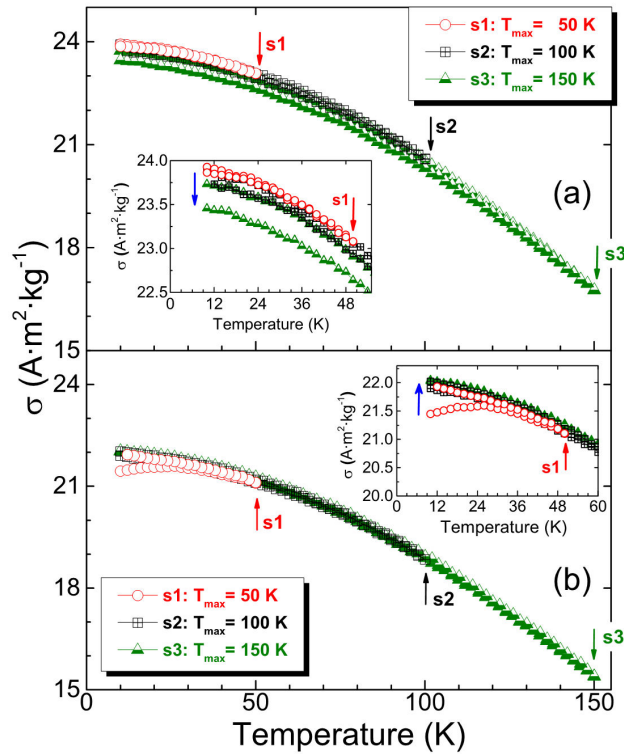 24
21
18
15
σ (A·m²·kg⁻¹)
s1: Tmax= 50 K
s2: Tmax = 100 K
s3: Tmax = 150 K
s1
s2
s3
(a)
24.0
23.5
23.0
22.5
σ (A·m²·kg⁻¹)
0 12 24 36 48
Temperature (K)
s1
24
21
18
15
σ (A·m²·kg⁻¹)
22.0
21.5
21.0
20.5
20.0
σ (A·m²·kg⁻¹)
0 12 24 36 48 60
Temperature (K)
s1
s1
(b)
s2
s3
s1: Tmax= 50 K
s2: Tmax= 100 K
s3: Tmax= 150 K
0 50 100 150
Temperature (K)